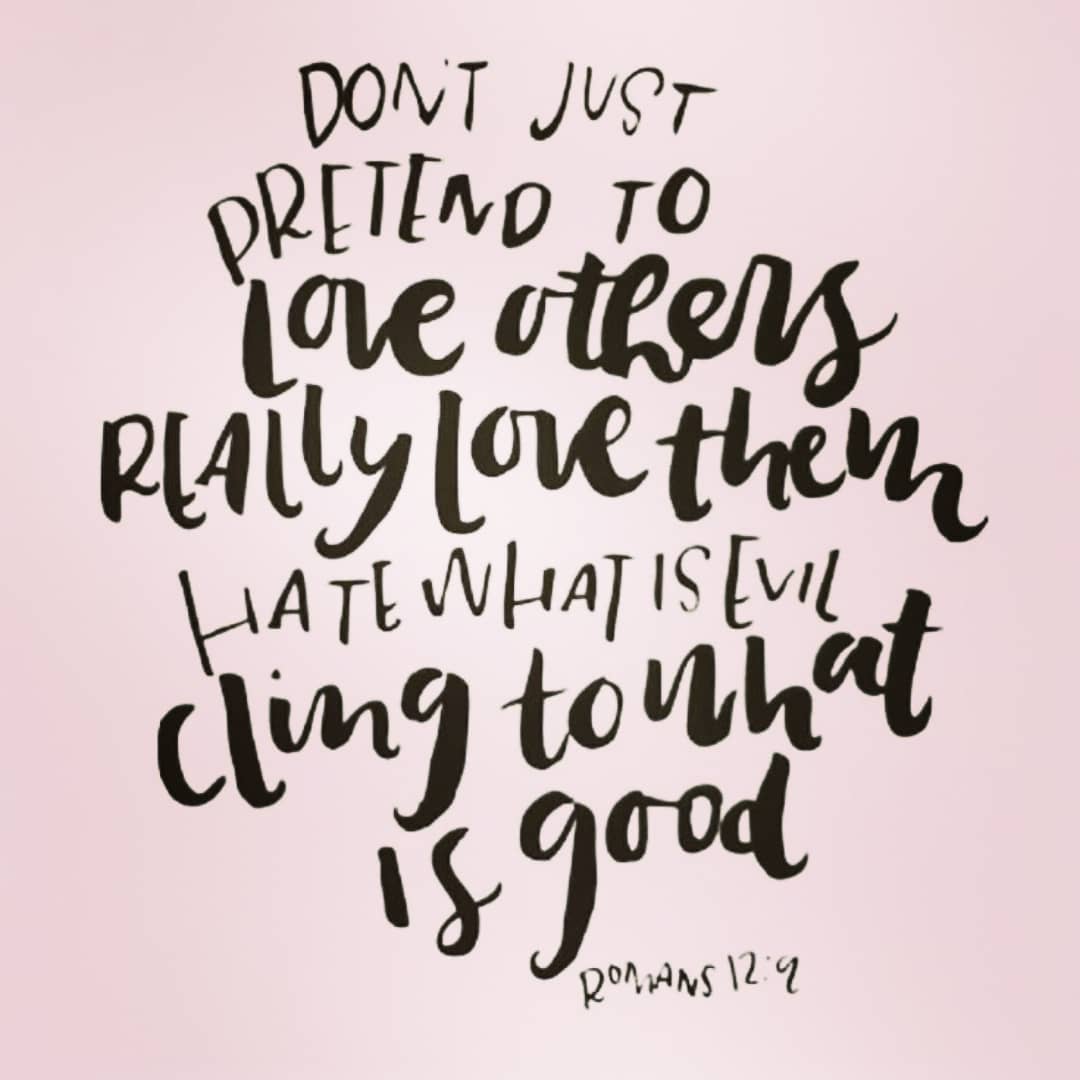 DON'T JUST
PRETEND TO
love others
REAlly love them
HATE WHAT IS EVIL
cling to what
is good
ROMANS 12:9